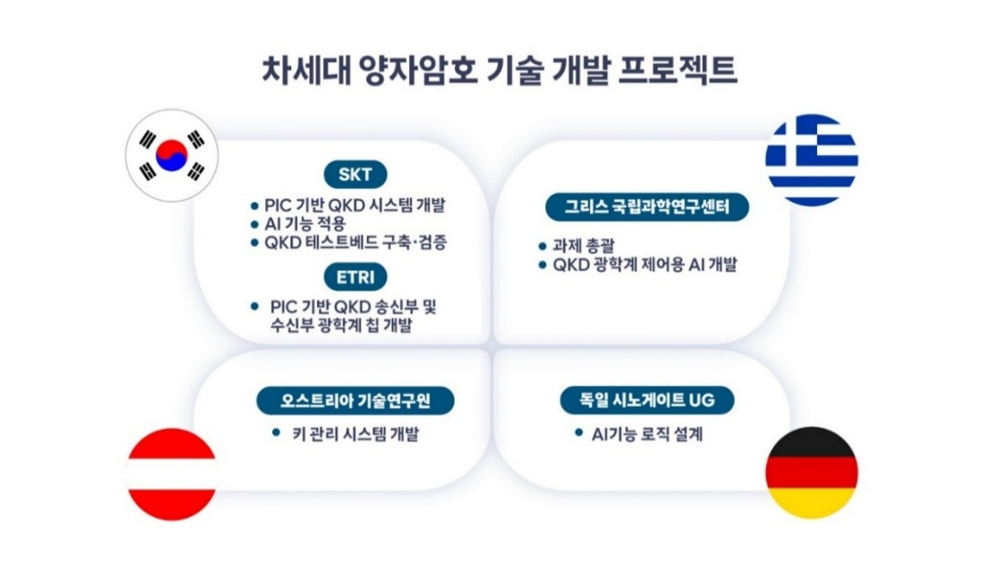 차세대 양자암호 기술 개발 프로젝트
SKT
• PIC 기반 QKD 시스템 개발
• AI 기능 적용
• QKD 테스트베드 구축·검증
ETRI
• PIC 기반 QKD 송신부 및
수신부 광학계 칩 개발
그리스 국립과학연구센터
• 과제 총괄
• QKD 광학계 제어용 AI 개발
오스트리아 기술연구원
• 키 관리 시스템 개발
독일 시노게이트 UG
• AI기능 로직 설계